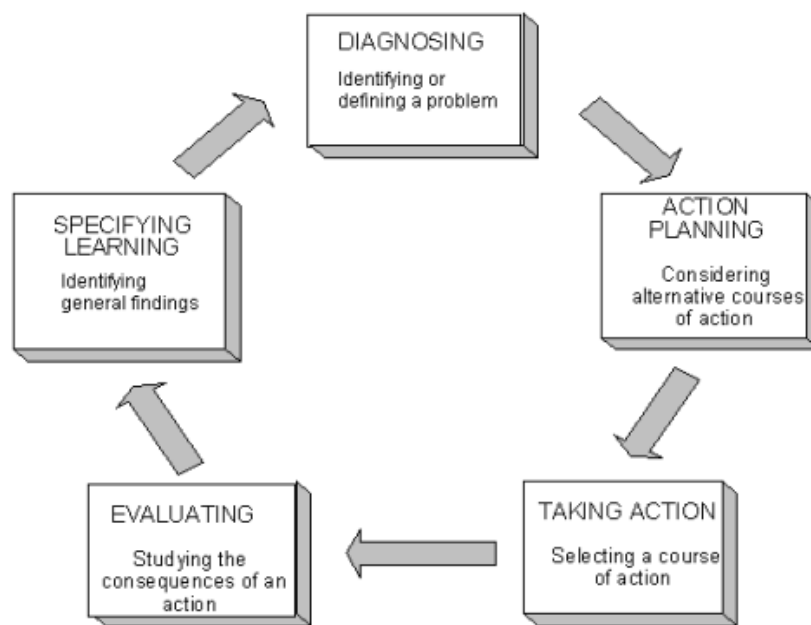 DIAGNOSING
Identifying or
defining a problem
ACTION
PLANNING
Considering
alternative courses
of action
TAKING ACTION
Selecting a course
of action
EVALUATING
Studying the
consequences of an
action
SPECIFYING
LEARNING
Identifying
general findings